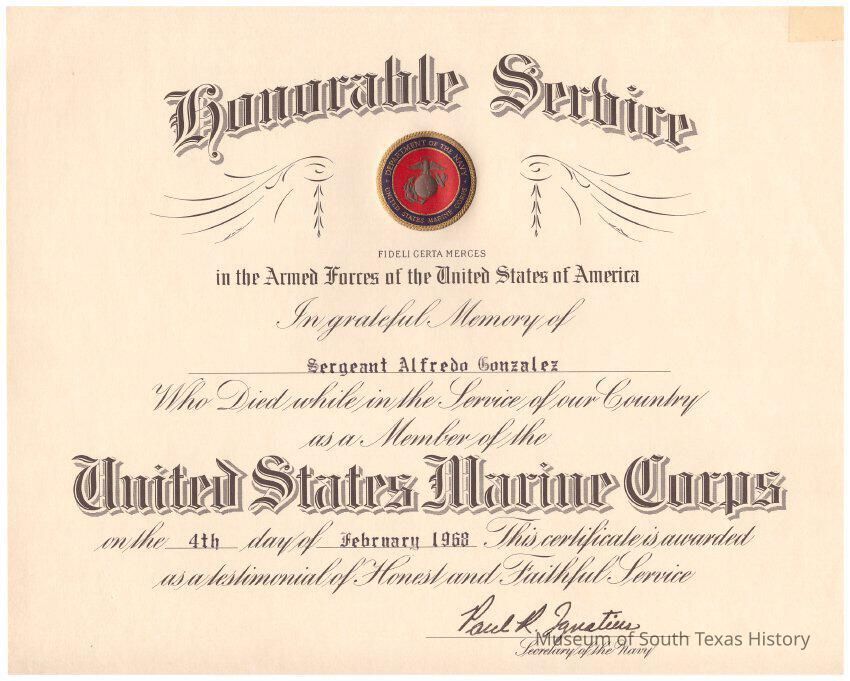 Honorable Service
DEPARTMENT OF THE NAVY
UNITED STATES MARINE CORPS
FIDELI CERTA MERCES
in the Armed Forces of the United States of America
In grateful Memory of
Sergeant Alfredo Gonzalez
Who Died while in the Service of our Country
as a Member of the
United States Marine Corps
on the 4th day of February 1968 This certificate is awarded
as a testimonial of Honest and Faithful Service
Paul R. Ignatius
Secretary of the Navy
Museum of South Texas History